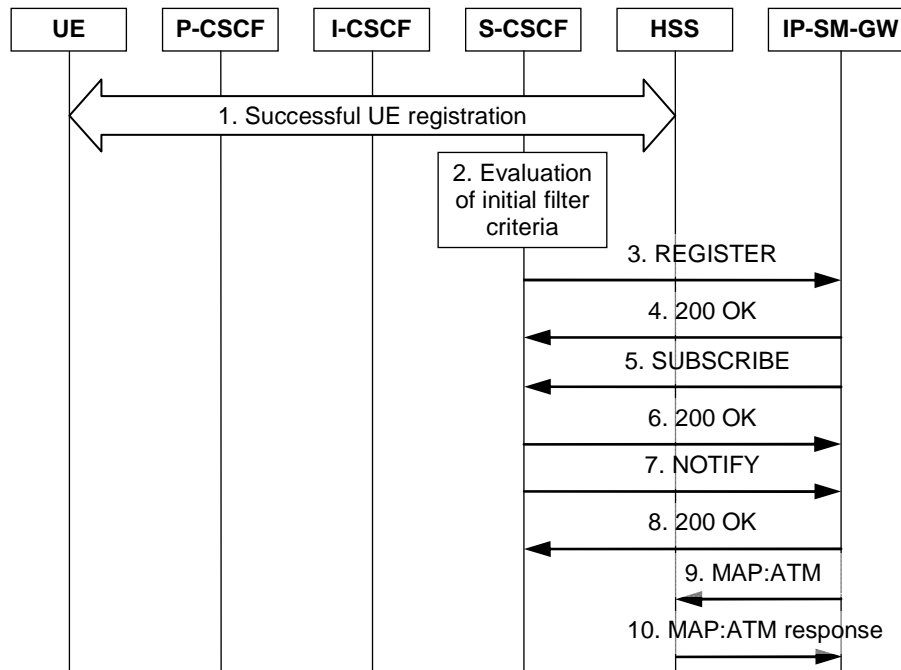 UE
P-CSCF
I-CSCF
S-CSCF
HSS
IP-SM-GW
1. Successful UE registration
2. Evaluation
of initial filter
criteria
3. REGISTER
4. 200 OK
5. SUBSCRIBE
6. 200 OK
7. NOTIFY
8. 200 OK
9. MAP:ATM
10. MAP:ATM response